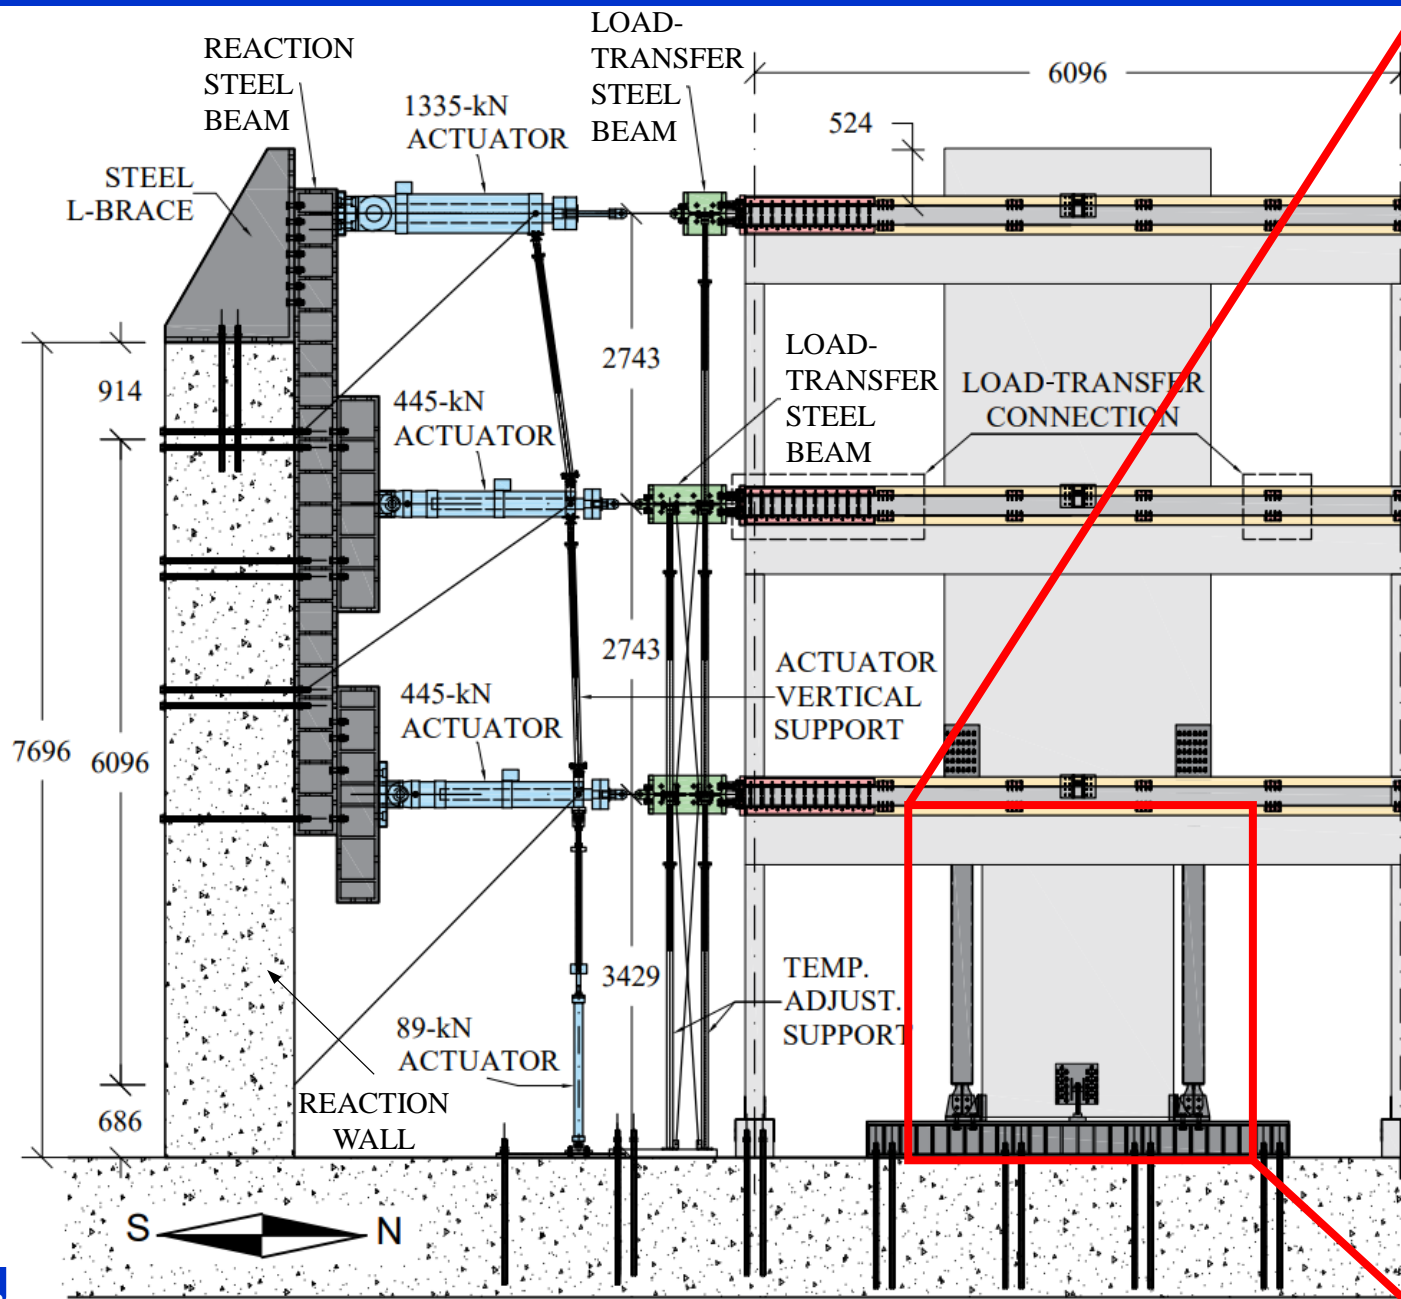 LOAD-
TRANSFER
STEEL
BEAM
REACTION
STEEL
BEAM
6096
1335-kN
ACTUATOR
524
STEEL
L-BRACE
2743
LOAD-
TRANSFER
STEEL
BEAM
LOAD-TRANSFER
CONNECTION
914
445-kN
ACTUATOR
2743
ACTUATOR
VERTICAL
SUPPORT
445-kN
ACTUATOR
7696
6096
3429
TEMP.
ADJUST.
SUPPORT
89-kN
ACTUATOR
REACTION
WALL
686
S
N